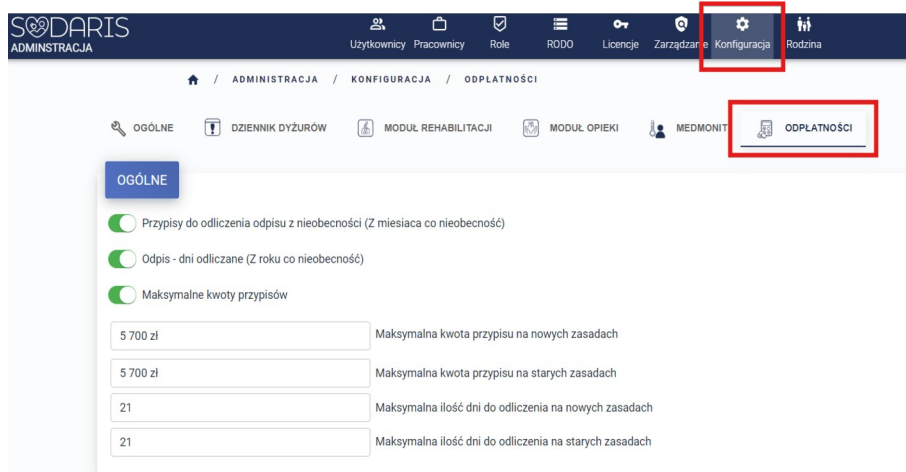 SODARIS
ADMINSTRACJA
Użytkownicy Pracownicy Role RODO Licencje Zarządzanie Konfiguracja Rodzina
/ ADMINISTRACJA / KONFIGURACJA / ODPŁATNOŚCI
OGÓLNE DZIENNIK DYŻURÓW MODUŁ REHABILITACJI MODUŁ OPIEKI MEDMONIT ODPŁATNOŚCI
OGÓLNE
Przypisy do odliczenia odpisu z nieobecności (Z miesiaca co nieobecność)
Odpis - dni odliczane (Z roku co nieobecność)
Maksymalne kwoty przypisów
5 700 zł Maksymalna kwota przypisu na nowych zasadach
5 700 zł Maksymalna kwota przypisu na starych zasadach
21 Maksymalna ilość dni do odliczenia na nowych zasadach
21 Maksymalna ilość dni do odliczenia na starych zasadach